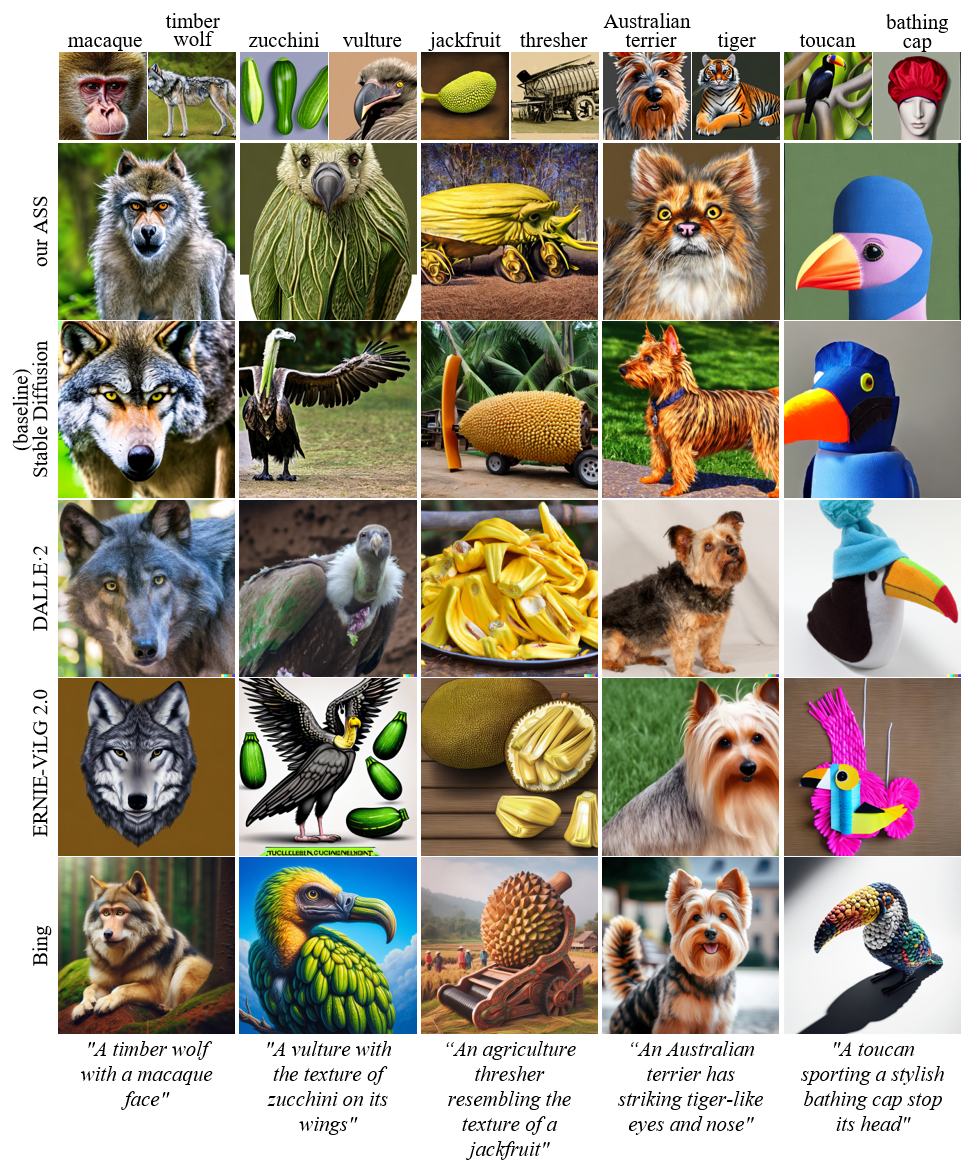 macaque
timber
wolf
zucchini
vulture
jackfruit
thresher
Australian
terrier
tiger
toucan
bathing
cap
our ASS
(baseline)
Stable Diffusion
DALLE·2
ERNIE-ViLG 2.0
Bing
"A timber wolf
with a macaque
face"
"A vulture with
the texture of
zucchini on its
wings"
“An agriculture
thresher
resembling the
texture of a
jackfruit"
“An Australian
terrier has
striking tiger-like
eyes and nose"
"A toucan
sporting a stylish
bathing cap stop
its head"